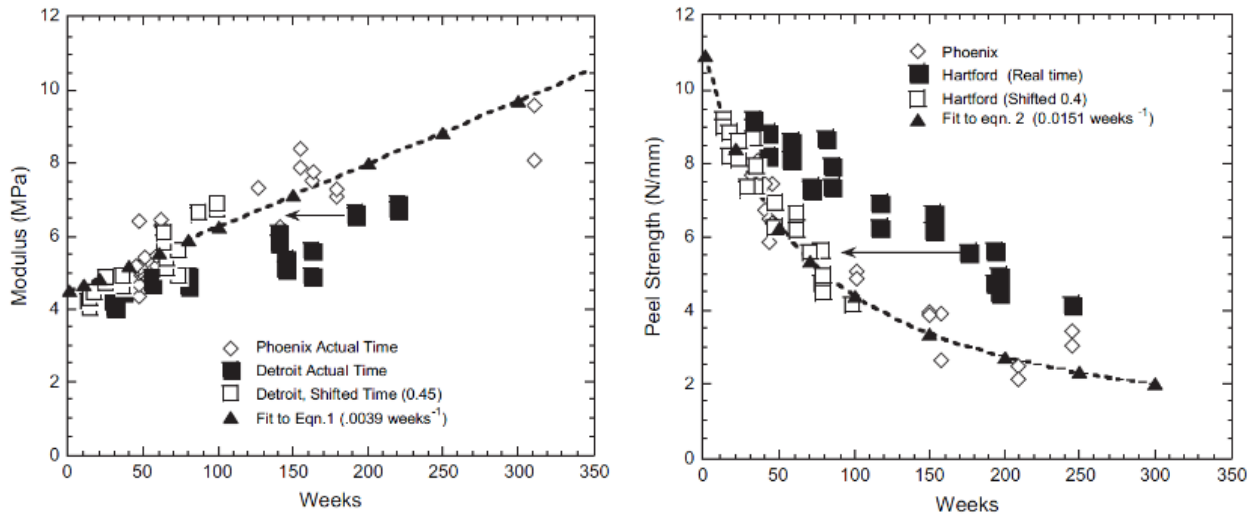 12
10
8
6
4
2
0
Modulus (MPa)
Phoenix Actual Time
Detroit Actual Time
Detroit, Shifted Time (0.45)
Fit to Eqn.1 (.0039 weeks⁻¹)
0 50 100 150 200 250 300 350
Weeks
12
10
8
6
4
2
0
Peel Strength (N/mm)
Phoenix
Hartford (Real time)
Hartford (Shifted 0.4)
Fit to eqn. 2 (0.0151 weeks⁻¹)
0 50 100 150 200 250 300 350
Weeks